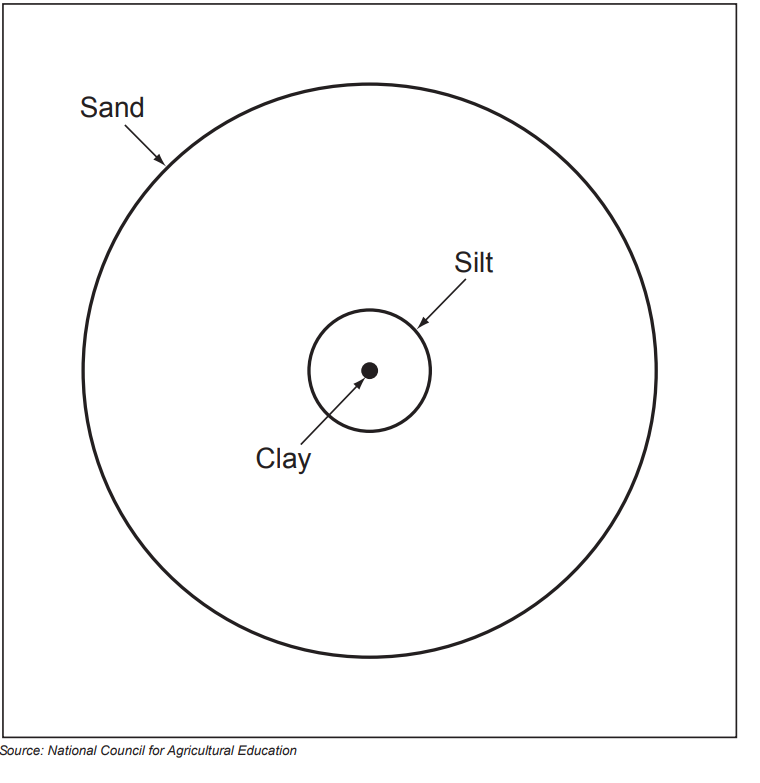 Sand
Silt
Clay
Source: National Council for Agricultural Education